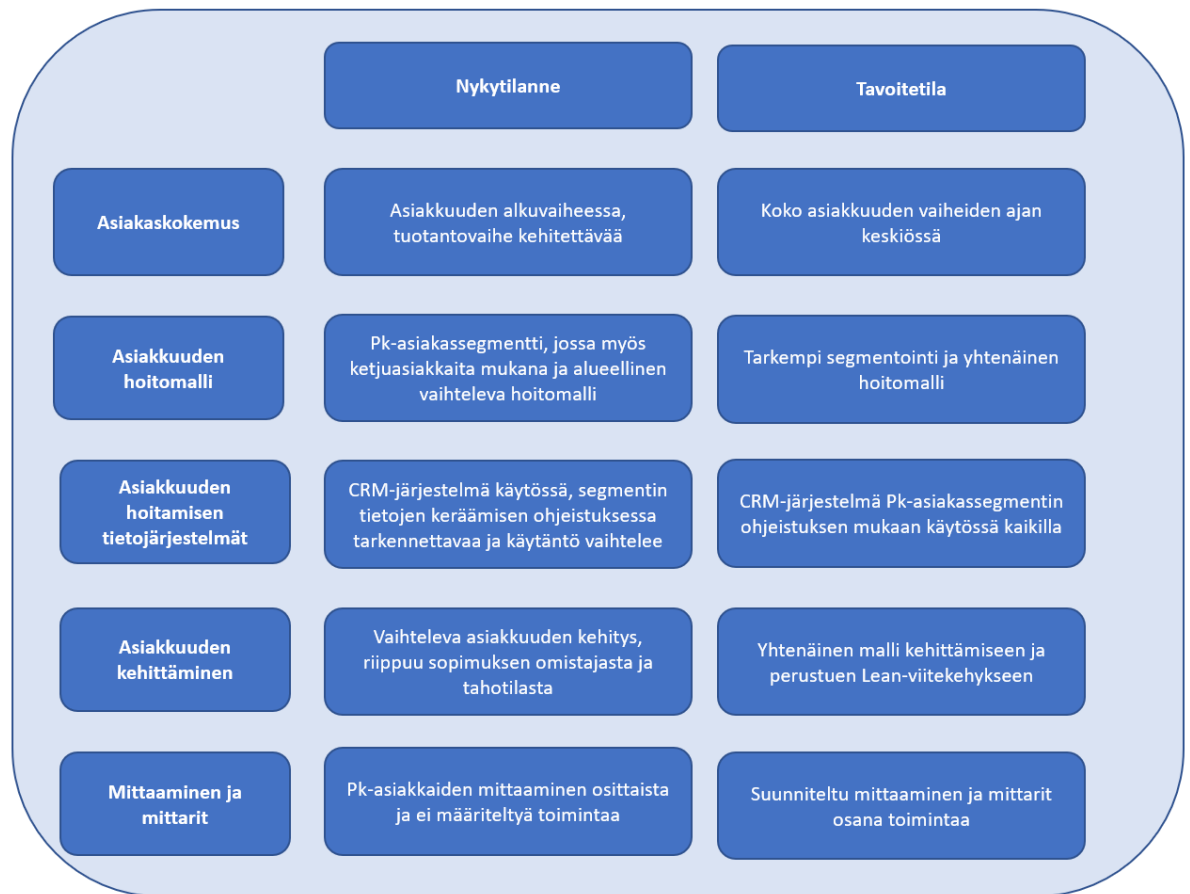 Nykytilanne
Tavoitetila
Asiakaskokemus
Asiakkuuden alkuvaiheessa,
tuotantovaihe kehitettävää
Koko asiakkuuden vaiheiden ajan
keskiössä
Asiakkuuden
hoitomalli
Pk-asiakassegmentti, jossa myös
ketjuasiakkaita mukana ja alueellinen
vaihteleva hoitomalli
Tarkempi segmentointi ja yhtenäinen
hoitomalli
Asiakkuuden
hoitamisen
tietojärjestelmät
CRM-järjestelmä käytössä, segmentin
tietojen keräämisen ohjeistuksessa
tarkennettavaa ja käytäntö vaihtelee
CRM-järjestelmä Pk-asiakassegmentin
ohjeistuksen mukaan käytössä kaikilla
Asiakkuuden
kehittäminen
Vaihteleva asiakkuuden kehitys,
riippuu sopimuksen omistajasta ja
tahotilasta
Yhtenäinen malli kehittämiseen ja
perustuen Lean-viitekehykseen
Mittaaminen ja
mittarit
Pk-asiakkaiden mittaaminen osittaista
ja ei määriteltyä toimintaa
Suunniteltu mittaaminen ja mittarit
osana toimintaa